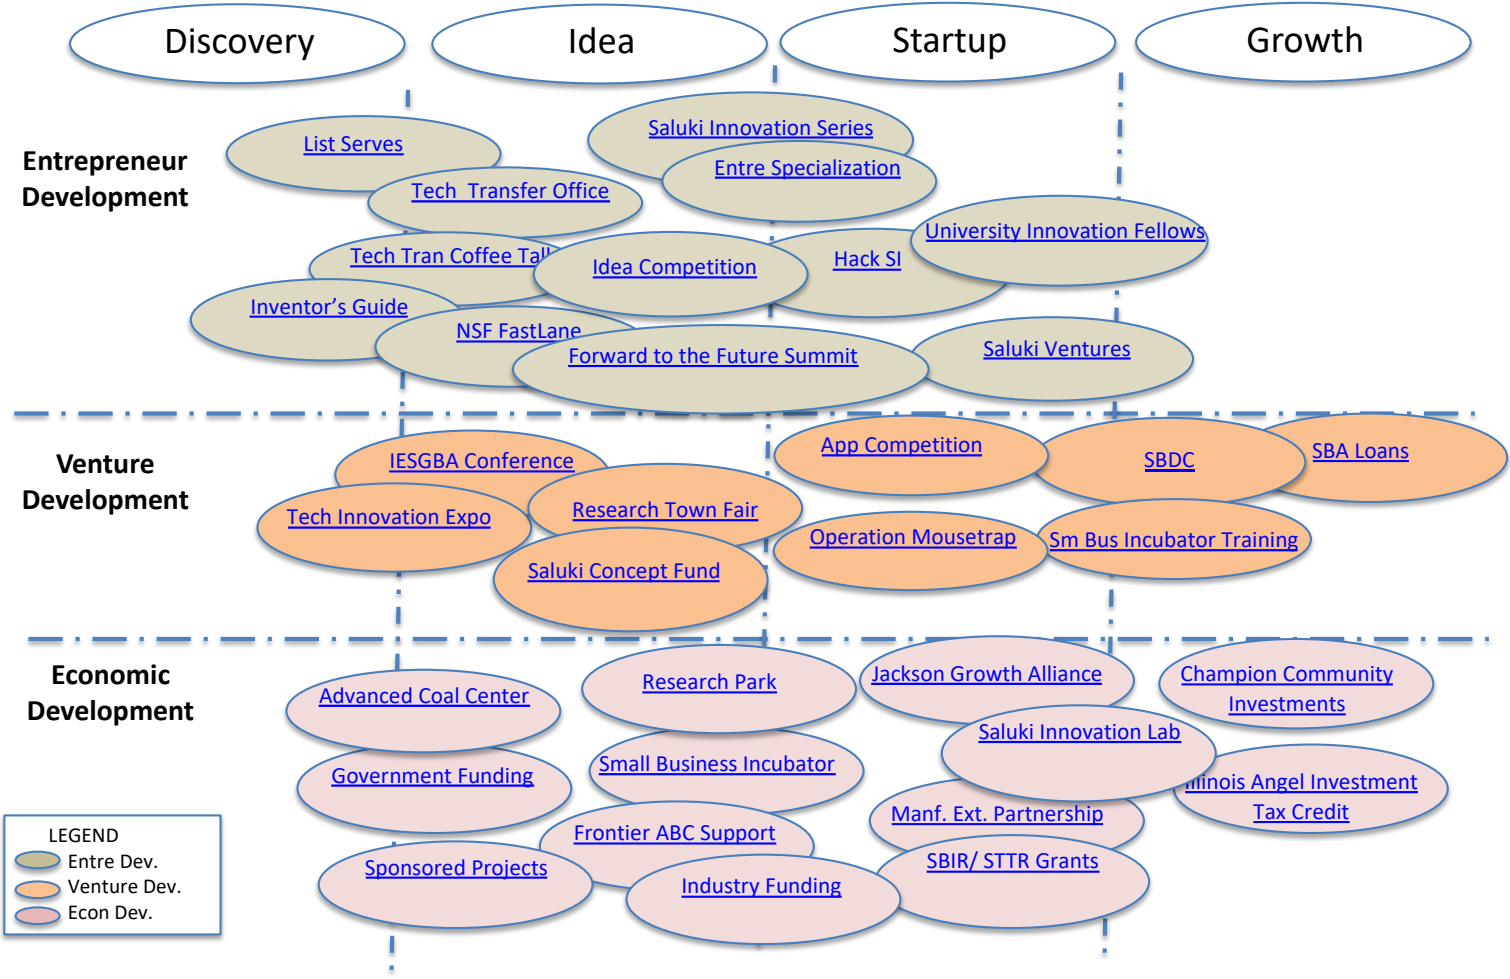 Discovery
Idea
Startup
Growth
Entrepreneur
Development
List Serves
Saluki Innovation Series
Entre Specialization
Tech Transfer Office
University Innovation Fellows
Tech Tran Coffee Tal
Idea Competition
Hack SI
Inventor's Guide
NSF FastLane
Forward to the Future Summit
Saluki Ventures
Venture
Development
IESGBA Conference
App Competition
SBDC
SBA Loans
Tech Innovation Expo
Research Town Fair
Operation Mousetrap
Sm Bus Incubator Training
Saluki Concept Fund
Economic
Development
Advanced Coal Center
Research Park
Jackson Growth Alliance
Champion Community
Investments
Saluki Innovation Lab
Government Funding
Small Business Incubator
Illinois Angel Investment
Tax Credit
Manf. Ext. Partnership
Frontier ABC Support
Sponsored Projects
Industry Funding
SBIR/ STTR Grants
LEGEND
Entre Dev.
Venture Dev.
Econ Dev.